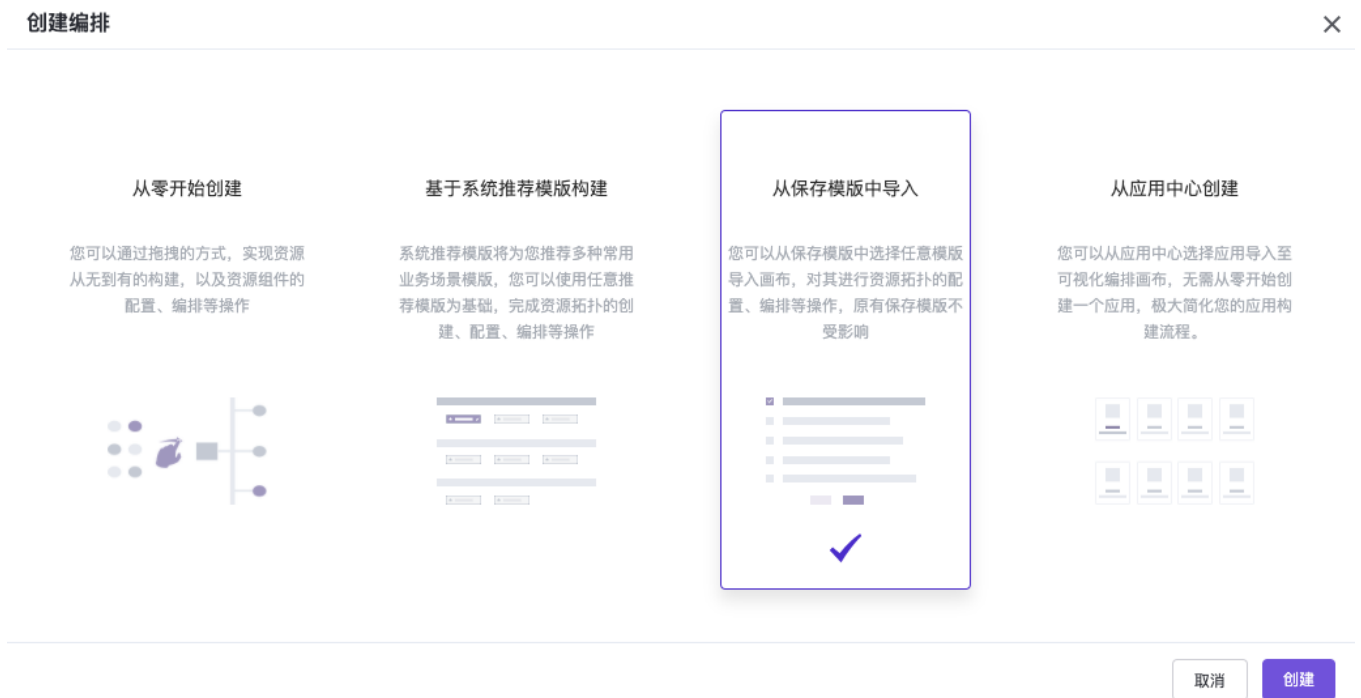 创建编排
从零开始创建
您可以通过拖拽的方式，实现资源
从无到有的构建，以及资源组件的
配置、编排等操作
基于系统推荐模版构建
系统推荐模版将为您推荐多种常用
业务场景模版，您可以使用任意推
荐模版为基础，完成资源拓扑的创
建、配置、编排等操作
从保存模版中导入
您可以从保存模版中选择任意模版
导入画布，对其进行资源拓扑的配
置、编排等操作，原有保存模版不
受影响
从应用中心创建
您可以从应用中心选择应用导入至
可视化编排画布，无需从零开始创
建一个应用，极大简化您的应用构
建流程。
取消
创建